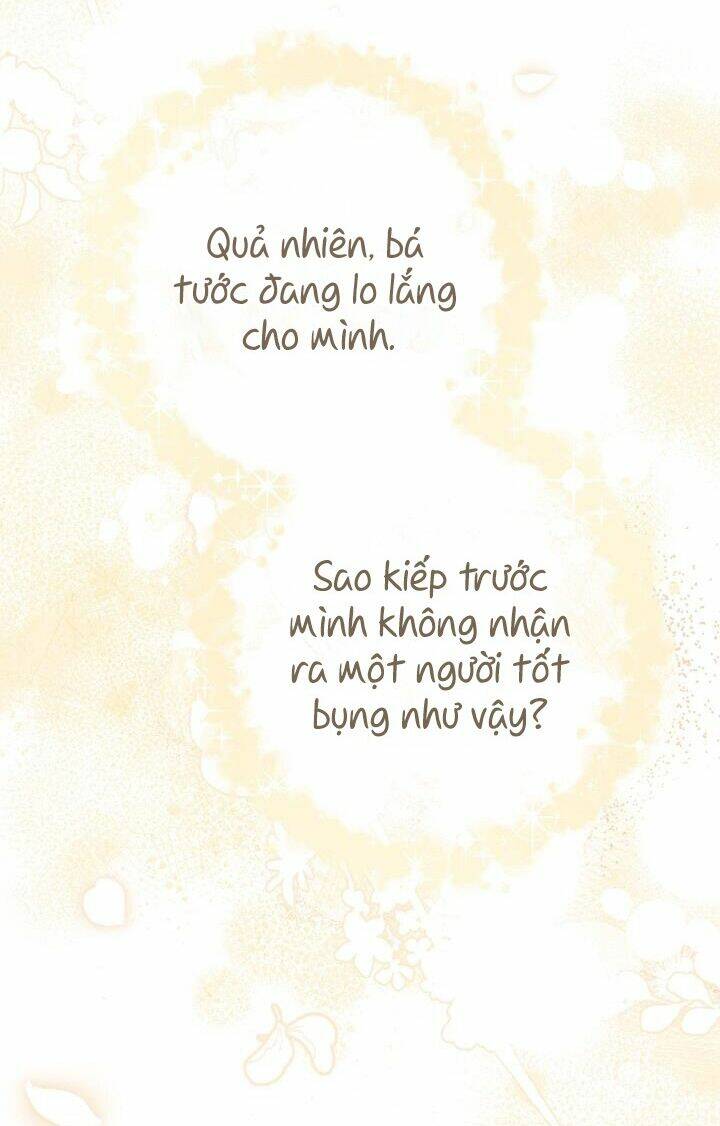 Quả nhiên, bá
tước đang lo lắng
cho mình.
Sao kiếp trước
mình không nhận
ra một người tốt
bụng như vậy?